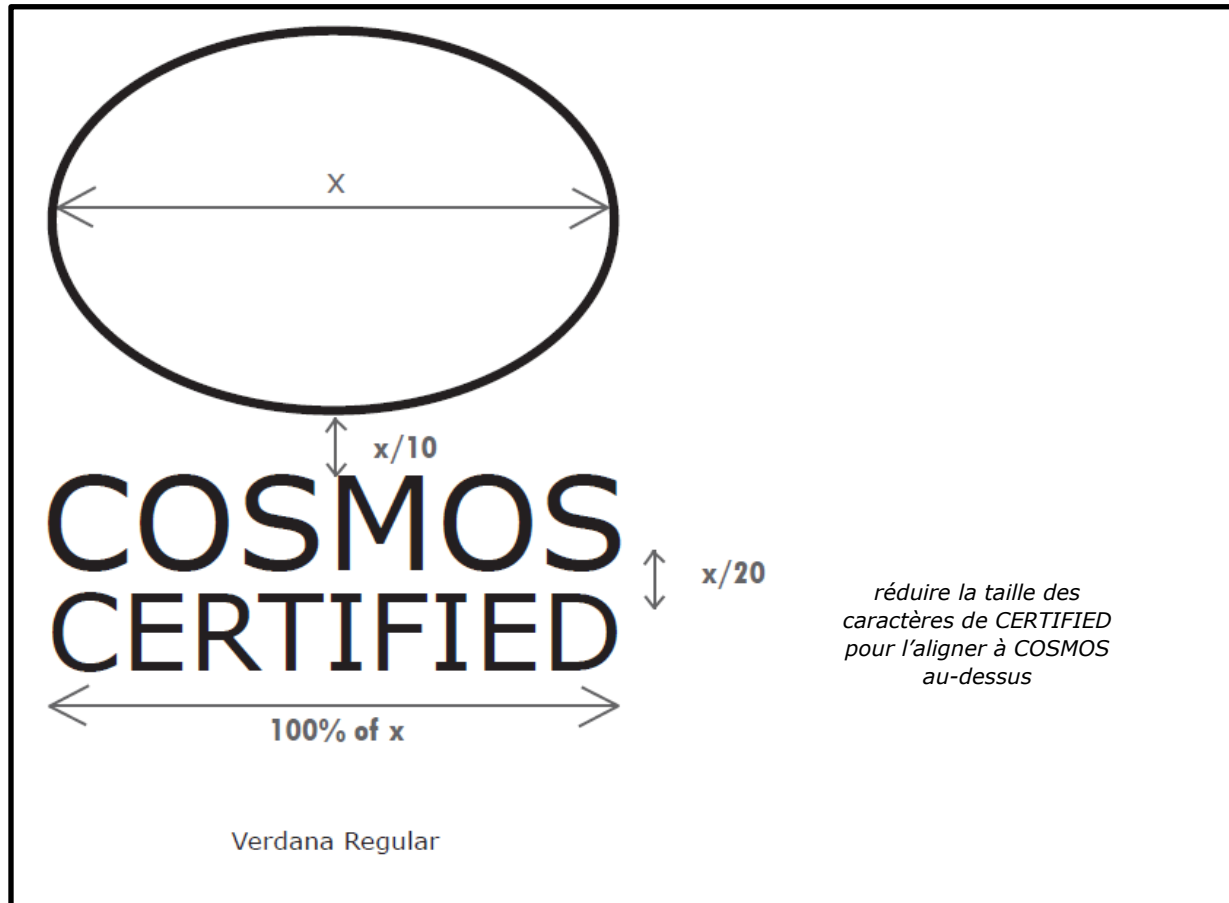 x
x/10
COSMOS
x/20
CERTIFIED
réduire la taille des
caractères de CERTIFIED
pour l’aligner à COSMOS
au-dessus
100% of x
Verdana Regular